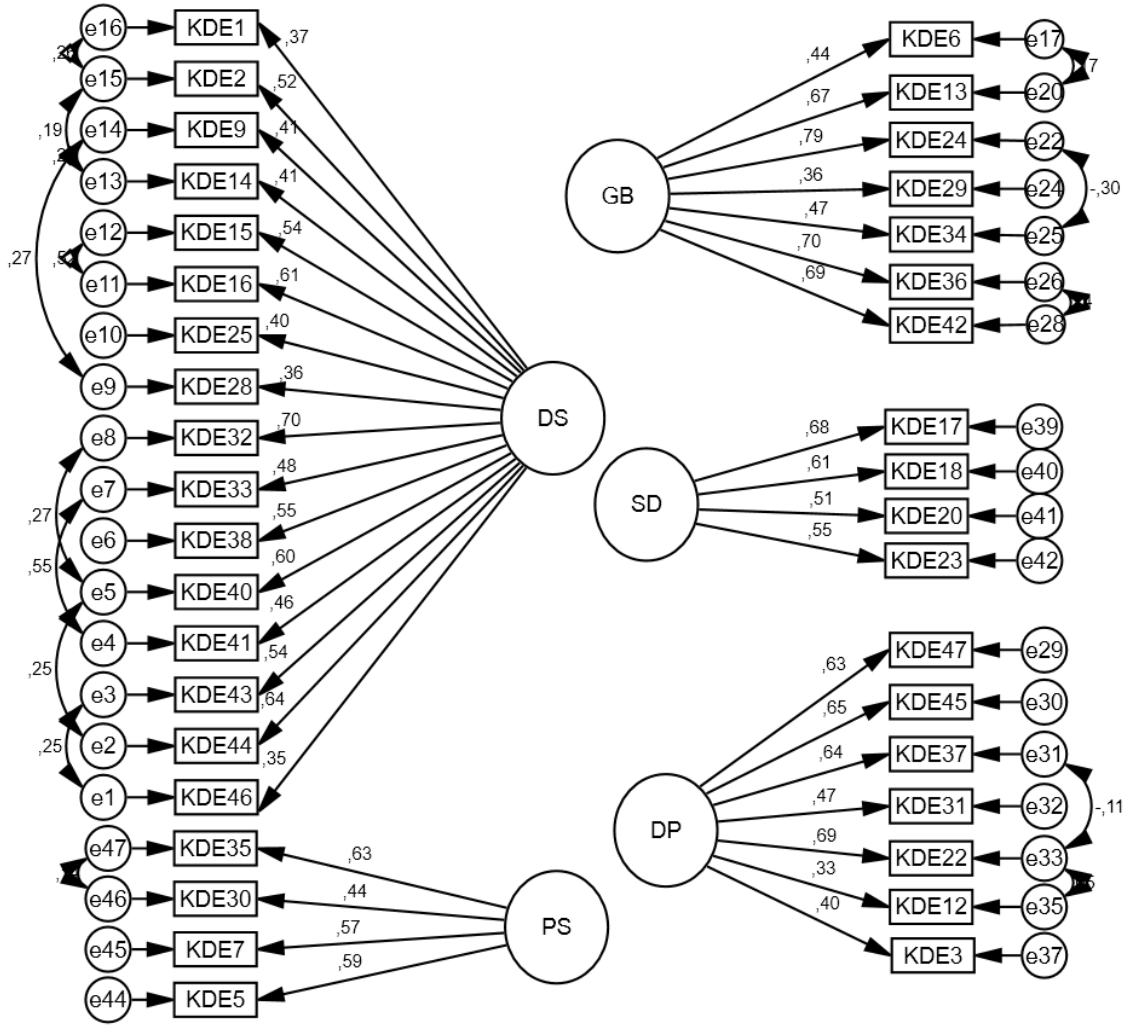 e16 KDE1 ,37
e15 KDE2 ,52
,19
e14 KDE9 ,41
e13 KDE14 ,41
e12 KDE15 ,54
,27
e11 KDE16 ,61
e10 KDE25 ,40
e9 KDE28 ,36
e8 KDE32 ,70
e7 KDE33 ,48
,27
e6 KDE38 ,55
,55
e5 KDE40 ,60
e4 KDE41 ,46
,25
e3 KDE43 ,54
e2 KDE44 ,64
,25
e1 KDE46 ,35
DS
e47 KDE35 ,63
e46 KDE30 ,44
e45 KDE7 ,57
e44 KDE5 ,59
PS
GB
,44 KDE6 e17
,67 KDE13 e20
,79 KDE24 e22
,36 KDE29 e24
-,30
,47 KDE34 e25
,70 KDE36 e26
,69 KDE42 e28
SD
,68 KDE17 e39
,61 KDE18 e40
,51 KDE20 e41
,55 KDE23 e42
DP
,63 KDE47 e29
,65 KDE45 e30
,64 KDE37 e31
,47 KDE31 e32
-,11
,69 KDE22 e33
,33 KDE12 e35
,40 KDE3 e37